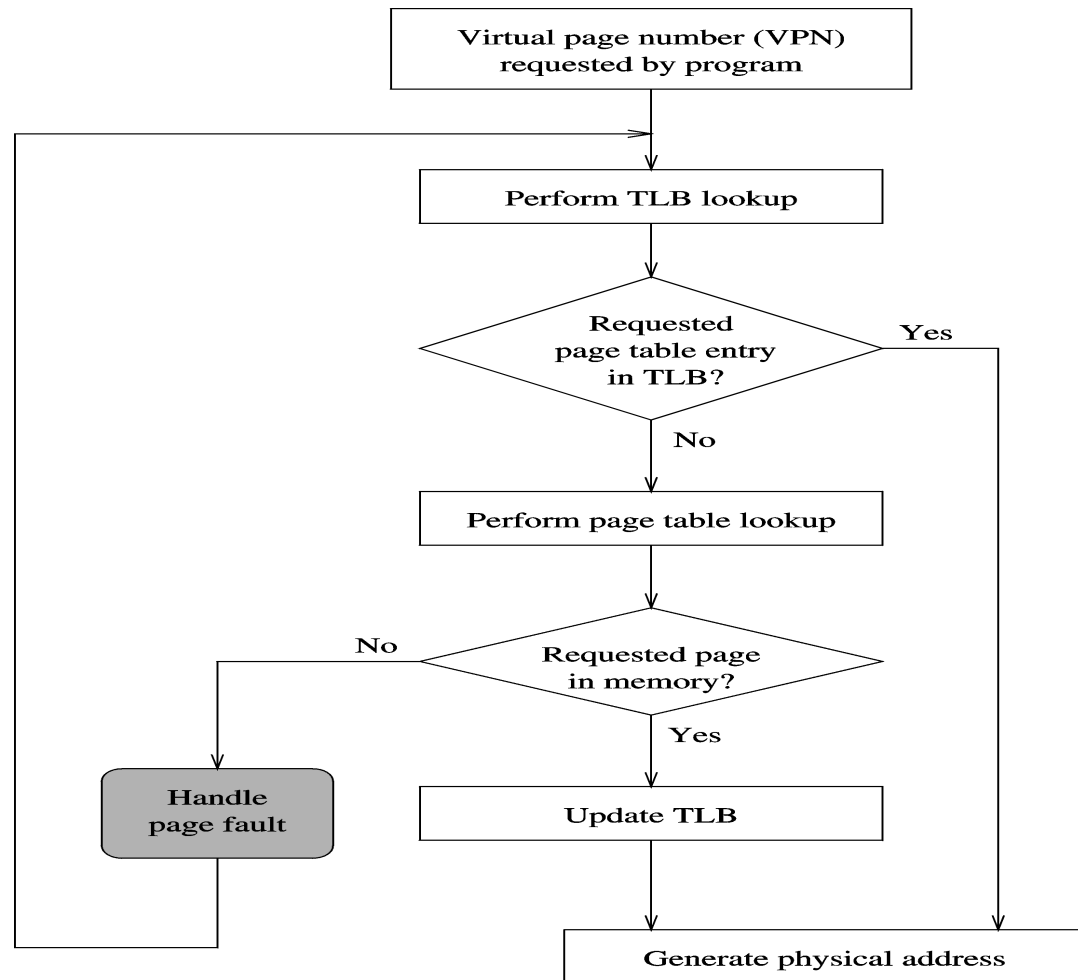 Virtual page number (VPN)
requested by program
Perform TLB lookup
Requested
page table entry
in TLB?
Yes
No
Perform page table lookup
No
Requested page
in memory?
Yes
Handle
page fault
Update TLB
Generate physical address